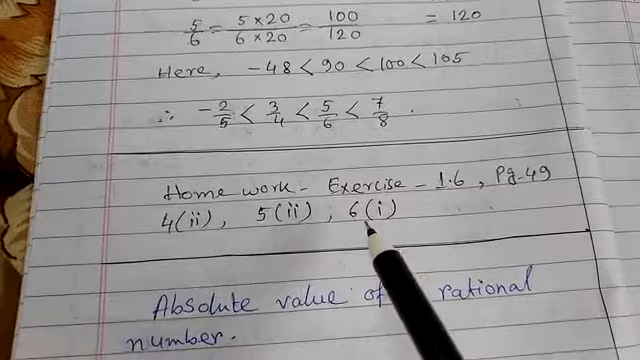 5/6 = 5 × 20 / 6 × 20 = 100/120 = 120
Here, -48 < 90 < 100 < 105
∴ -2/5 < 3/4 < 5/6 < 7/8 .
Home work - Exercise - 1.6, Pg-49
4(ii), 5(ii), 6(i)
Absolute value of rational
number.